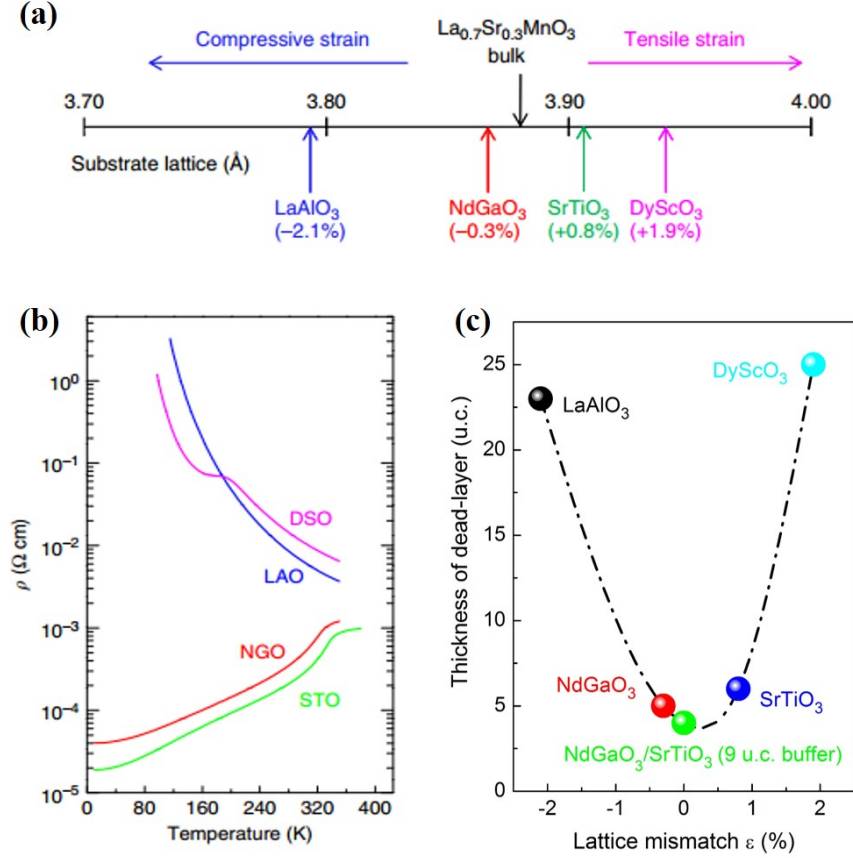 (a)
La₀.₇Sr₀.₃MnO₃
bulk
Compressive strain
Tensile strain
3.70 3.80 3.90 4.00
Substrate lattice (Å)
LaAlO₃
(−2.1%)
NdGaO₃
(−0.3%)
SrTiO₃
(+0.8%)
DyScO₃
(+1.9%)
(b)
10⁰
10⁻¹
10⁻²
10⁻³
10⁻⁴
10⁻⁵
ρ (Ω cm)
DSO
LAO
NGO
STO
0 80 160 240 320 400
Temperature (K)
(c)
25
20
15
10
5
0
Thickness of dead-layer (u.c.)
DyScO₃
LaAlO₃
NdGaO₃
SrTiO₃
NdGaO₃/SrTiO₃ (9 u.c. buffer)
-2 -1 0 1 2
Lattice mismatch ε (%)